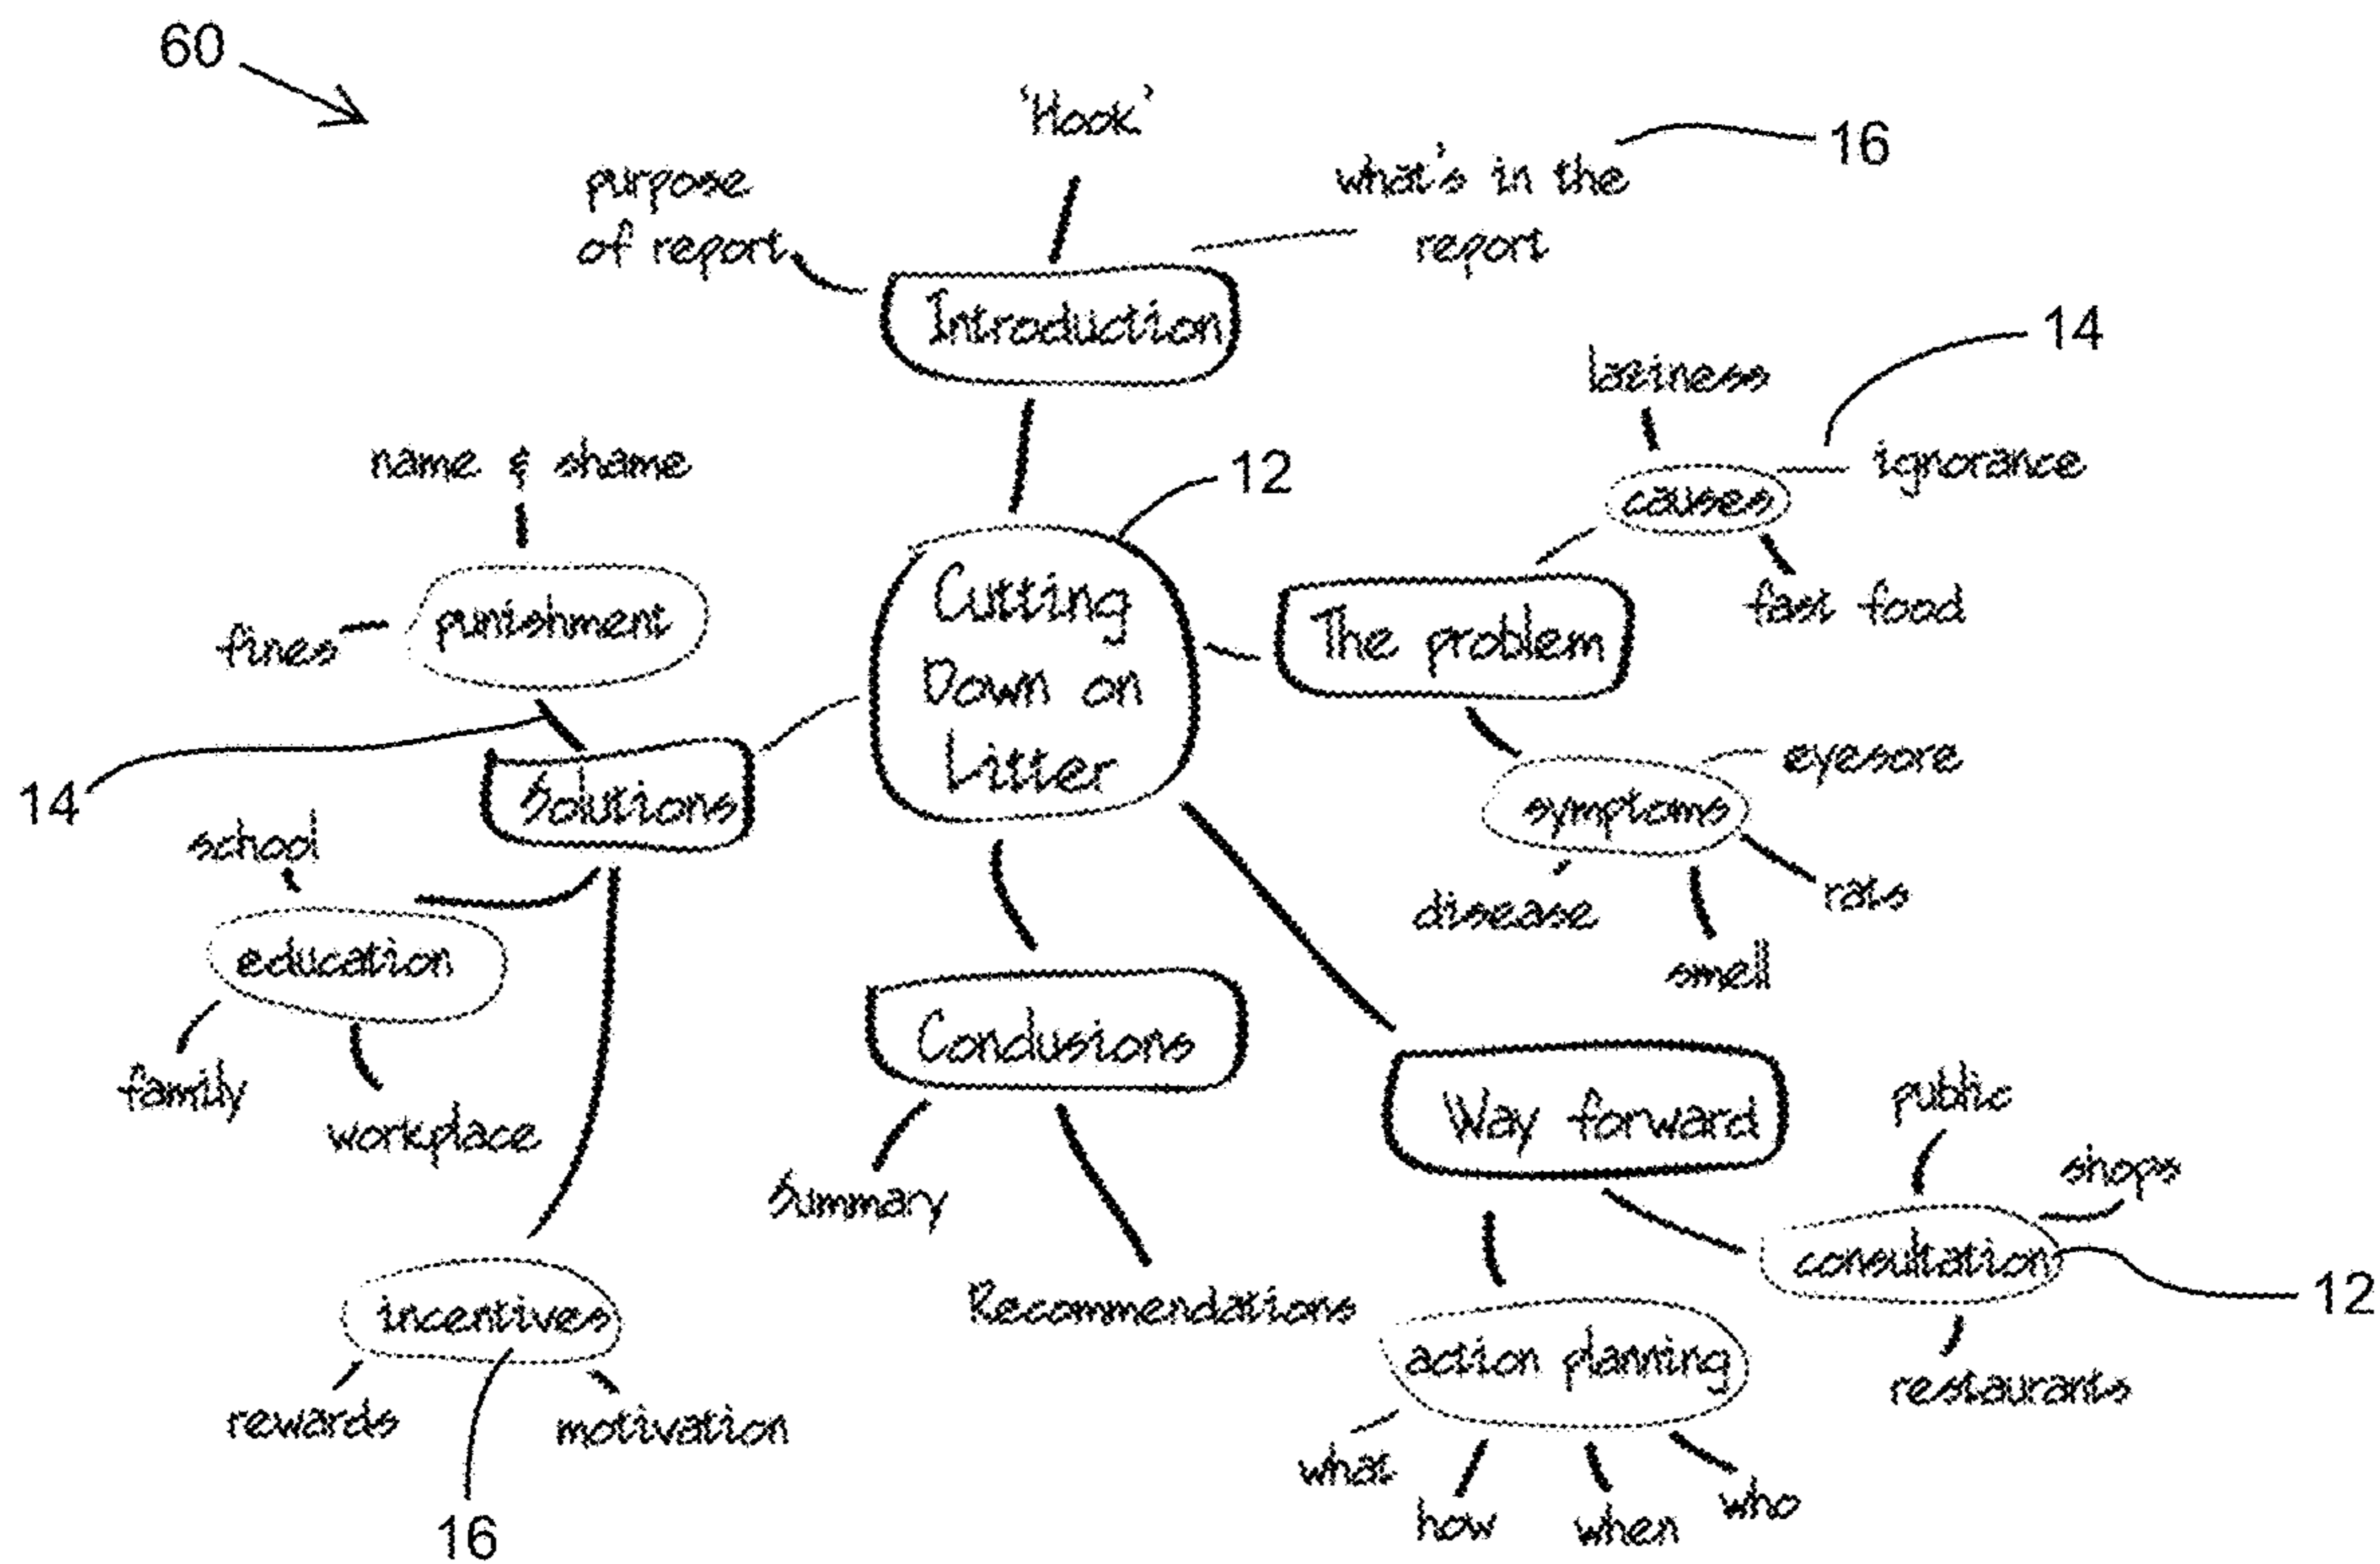 60
'Hook'
16
purpose
of report
what's in the
report
Introduction
14
laziness
ignorance
causes
fast food
name & shame
12
punishment
fines
Cutting
Down on
Litter
The problem
14
Solutions
eyesore
symptoms
rats
disease
smell
school
education
family
workplace
Conclusions
Summary
Recommendations
Way forward
public
shops
consultation
12
restaurants
incentives
rewards
motivation
16
action planning
what
how
when
who